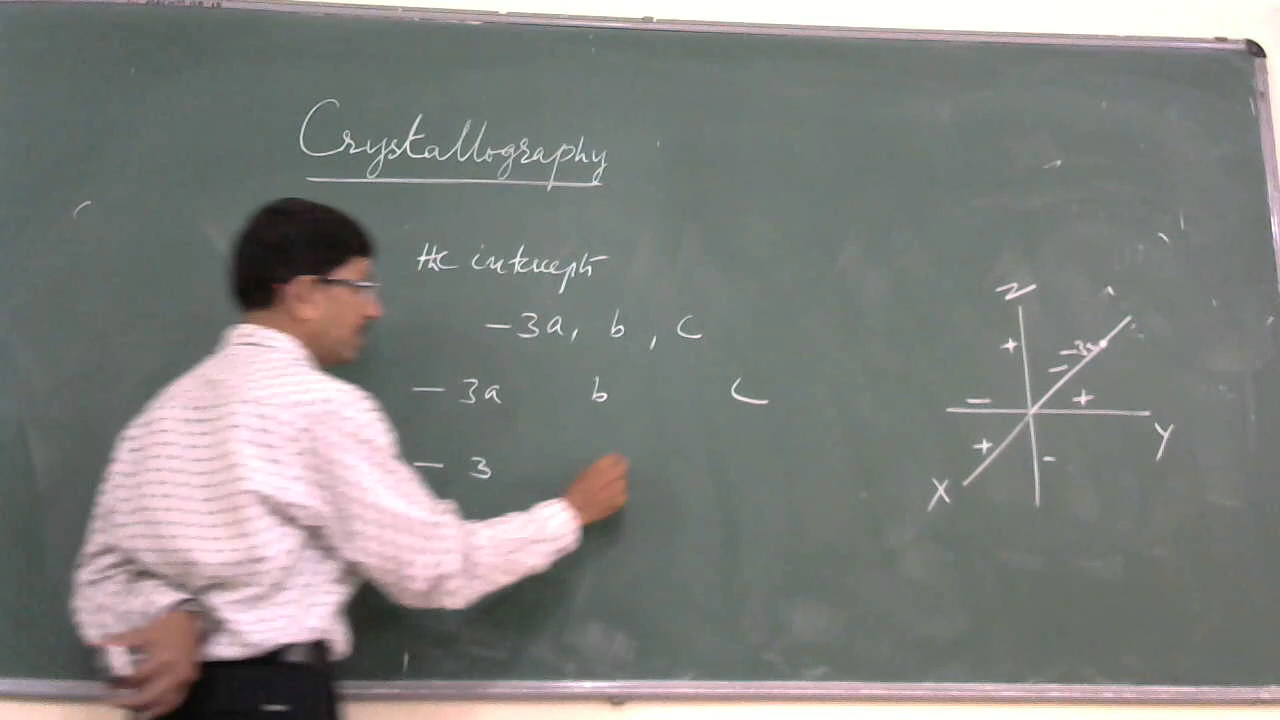 Crystallography
the intercepts
-3a, b, c
- 3a b c
- 3
Z
+ -3a
-
- +
Y
+ -
X